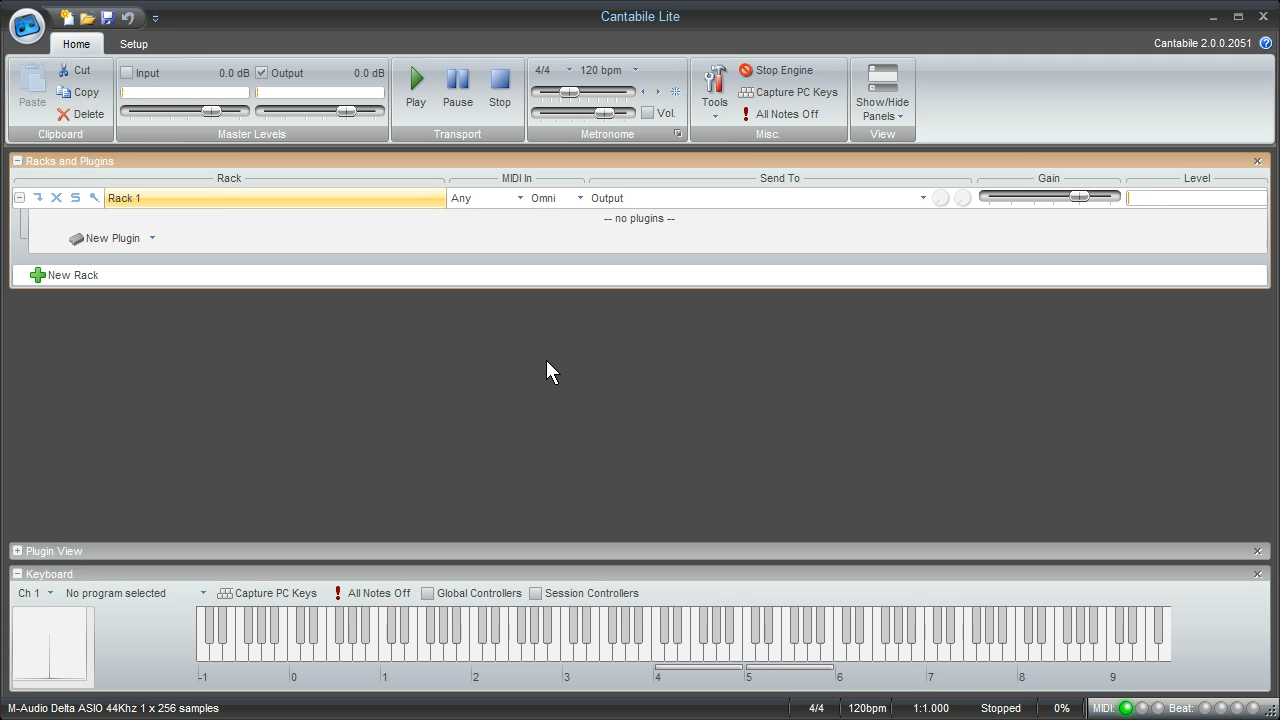 Cantabile Lite
Home Setup Cantabile 2.0.0.2051
Paste Cut Copy Delete Clipboard
Input 0.0 dB Output 0.0 dB Master Levels
Play Pause Stop Transport
4/4 120 bpm Vol. Metronome
Tools Stop Engine Capture PC Keys All Notes Off Misc.
Show/Hide Panels View
Racks and Plugins
Rack MIDI In Send To Gain Level
Rack 1 Any Omni Output
-- no plugins --
New Plugin
New Rack
Plugin View
Keyboard
Ch 1 No program selected Capture PC Keys All Notes Off Global Controllers Session Controllers
-1 0 1 2 3 4 5 6 7 8 9
M-Audio Delta ASIO 44Khz 1 x 256 samples 4/4 120bpm 1:1.000 Stopped 0% MIDI: Beat: